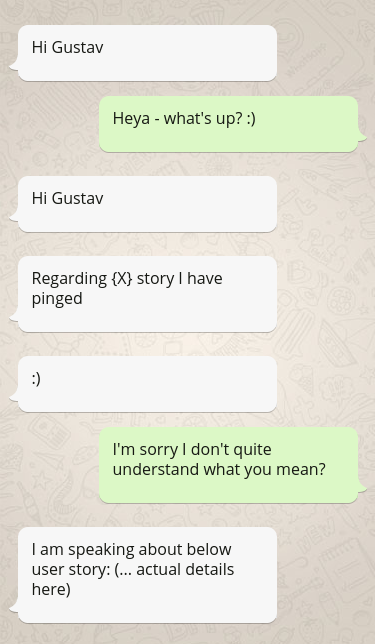 Hi Gustav
Heya - what's up? :)
Hi Gustav
Regarding {X} story I have
pinged
:)
I'm sorry I don't quite
understand what you mean?
I am speaking about below
user story: (... actual details
here)